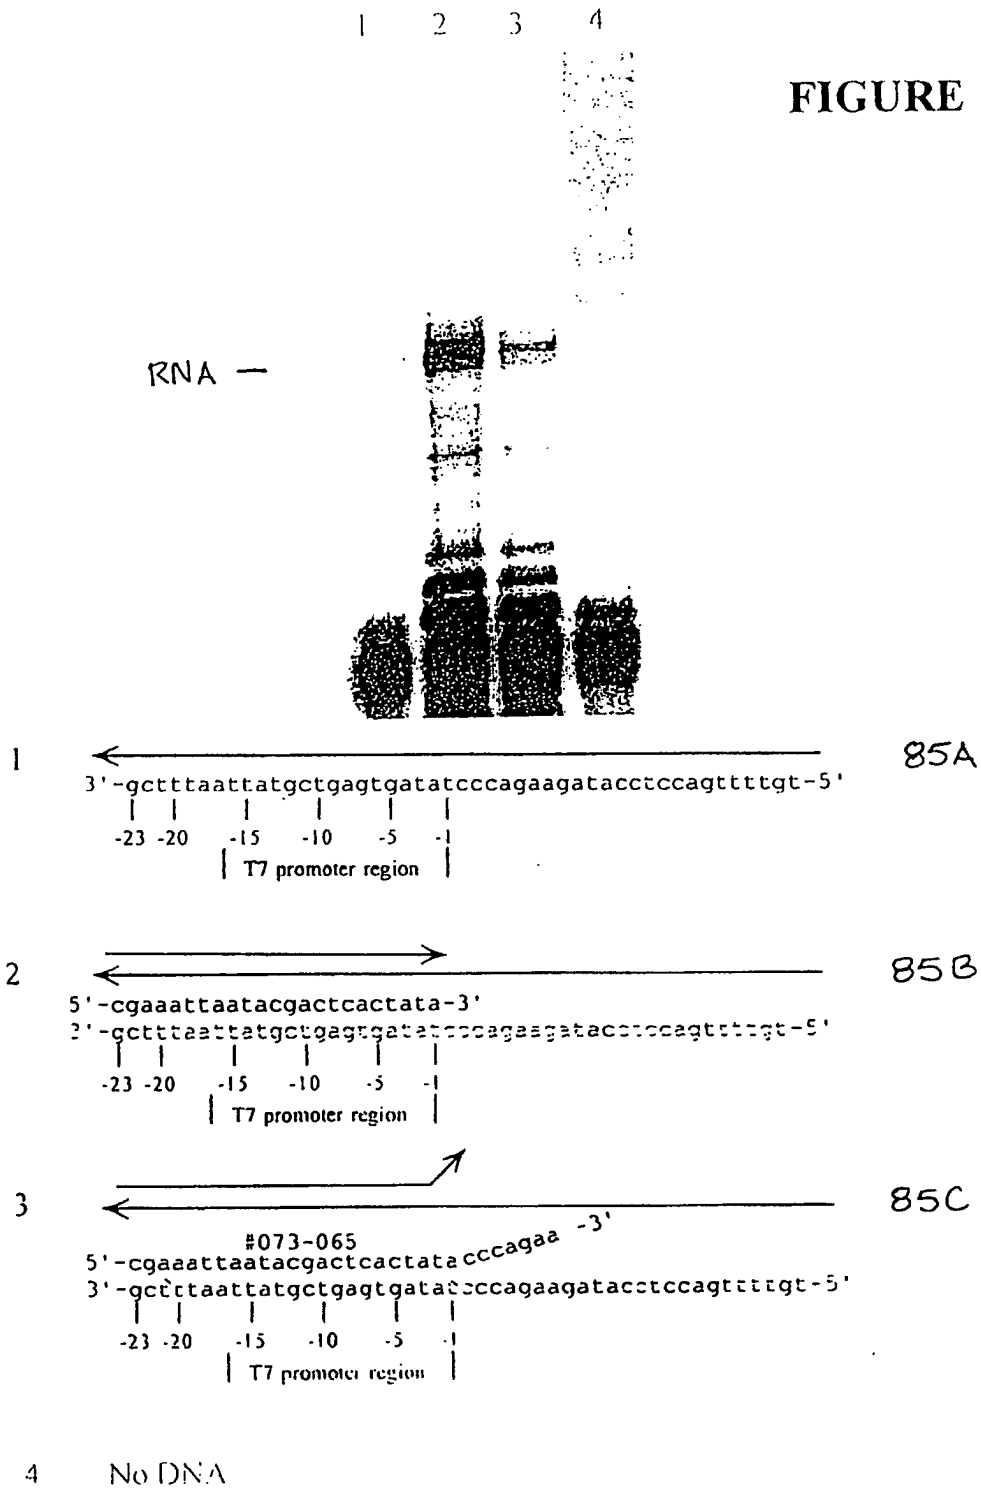 1 2 3 4
FIGURE
RNA —
1 85A
3'-gctttaattatgctgagtgatatcccagaagatacctccagttttgt-5'
-23 -20 -15 -10 -5 -1
T7 promoter region
2 85B
5'-cgaaattaatacgactcactata-3'
3'-gctttaattatgctgagtgatatcccagaagatacctccagttttgt-5'
-23 -20 -15 -10 -5 -1
T7 promoter region
3 85C
#073-065
5'-cgaaattaatacgactcactatacccagaa -3'
3'-gctttaattatgctgagtgatatcccagaagatacctccagttttgt-5'
-23 -20 -15 -10 -5 -1
T7 promoter region
4 No DNA